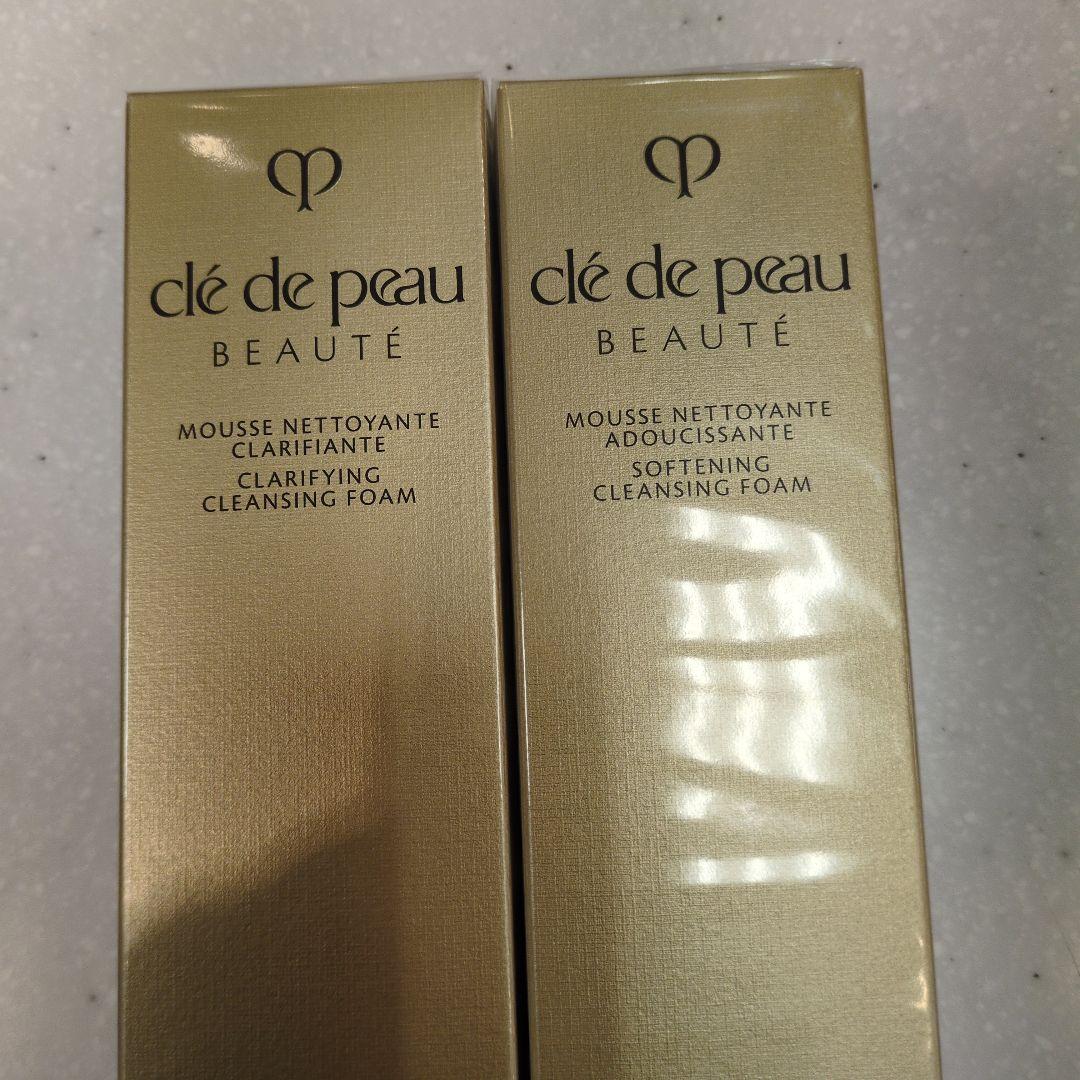 clé de peau
BEAUTÉ
MOUSSE NETTOYANTE
CLARIFIANTE
CLARIFYING
CLEANSING FOAM
clé de peau
BEAUTÉ
MOUSSE NETTOYANTE
ADOUCISSANTE
SOFTENING
CLEANSING FOAM